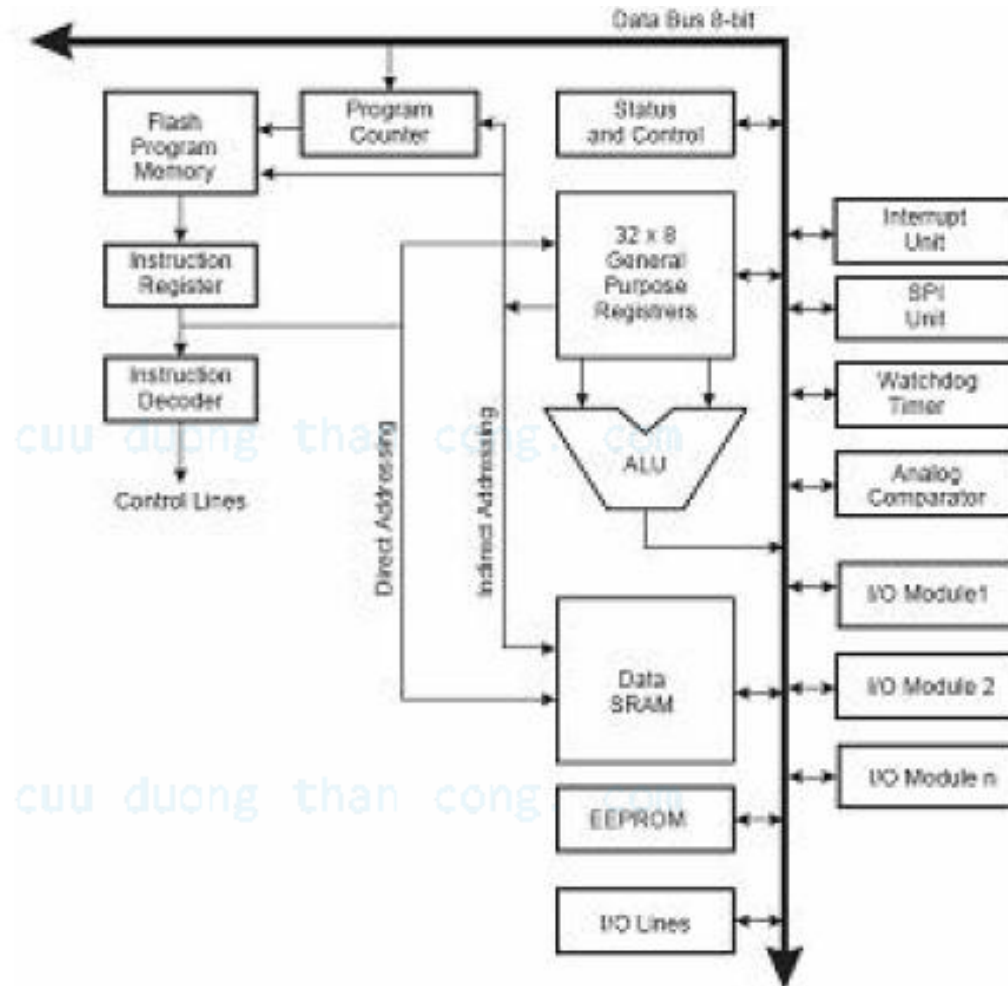 Data Bus 8-bit
Flash
Program
Memory
Program
Counter
Status
and Control
Interrupt
Unit
32 x 8
General
Purpose
Registrers
Instruction
Register
SPI
Unit
Instruction
Decoder
Watchdog
Timer
cuu duong than cong. com
ALU
Analog
Comparator
Control Lines
Direct Addressing
Indirect Addressing
I/O Module1
Data
SRAM
I/O Module 2
I/O Module n
cuu duong than cong. com
EEPROM
I/O Lines